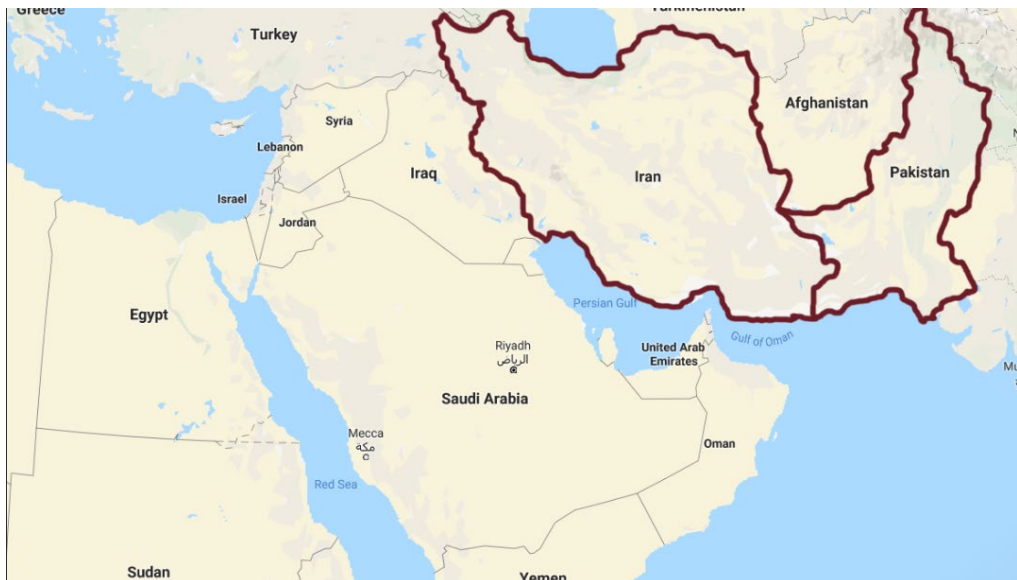 Greece
Turkmenistan
Turkey
Afghanistan
Syria
Lebanon
Iraq
Iran
Pakistan
Israel
Jordan
Persian Gulf
Egypt
Gulf of Oman
Riyadh
الرياض
United Arab
Emirates
Saudi Arabia
Mecca
مكة
Oman
Red Sea
Sudan
Yemen